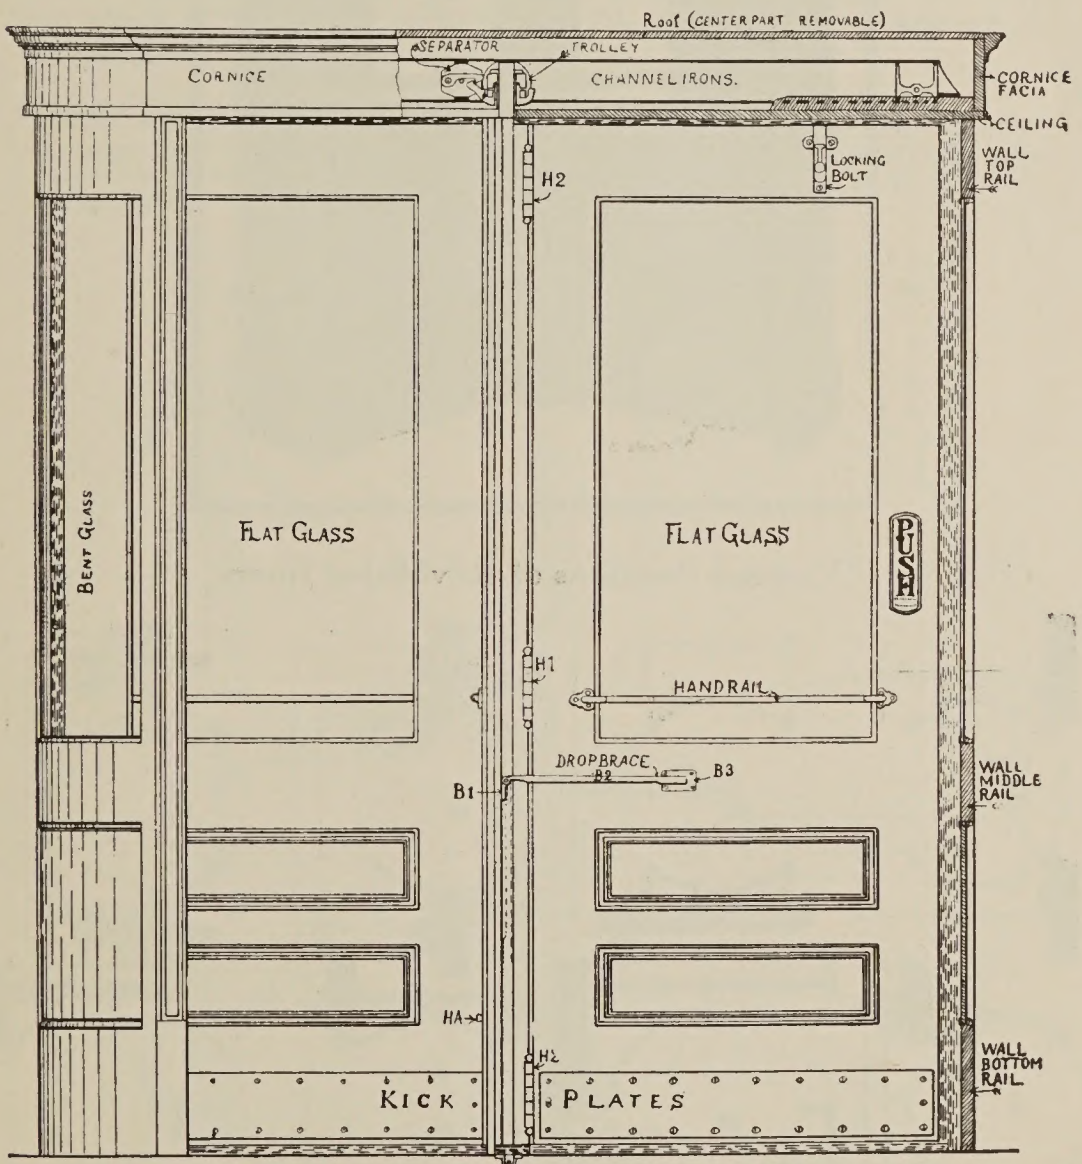 Roof (CENTER PART REMOVABLE)
SEPARATOR
TROLLEY
CORNICE
CHANNEL IRONS.
CORNICE
FACIA
CEILING
WALL
TOP
RAIL
LOCKING
BOLT
H2
BENT GLASS
FLAT GLASS
FLAT GLASS
PUSH
H1
HANDRAIL
DROPBRACE
B1
B2
B3
WALL
MIDDLE
RAIL
HA
H2
WALL
BOTTOM
RAIL
KICK PLATES